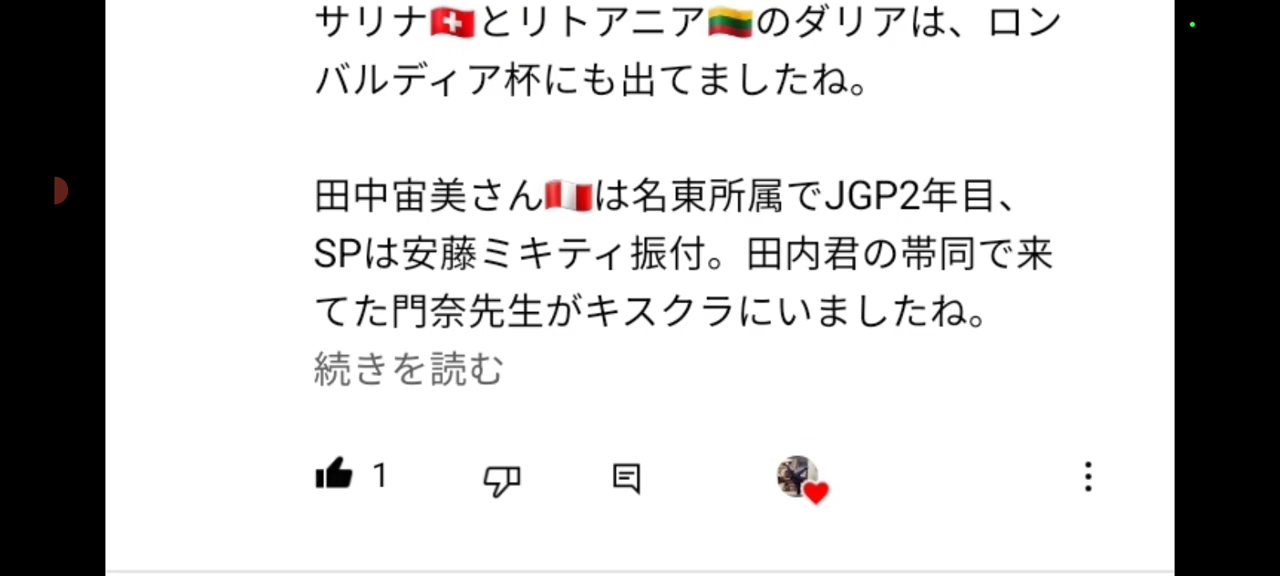 サリナ🇨🇭とリトアニア🇱🇹のダリアは、ロン
バルディア杯にも出てましたね。
田中宙美さん🇵🇪は名東所属でJGP2年目、
SPは安藤ミキティ振付。田内君の帯同で来
てた門奈先生がキスクラにいましたね。
続きを読む
1